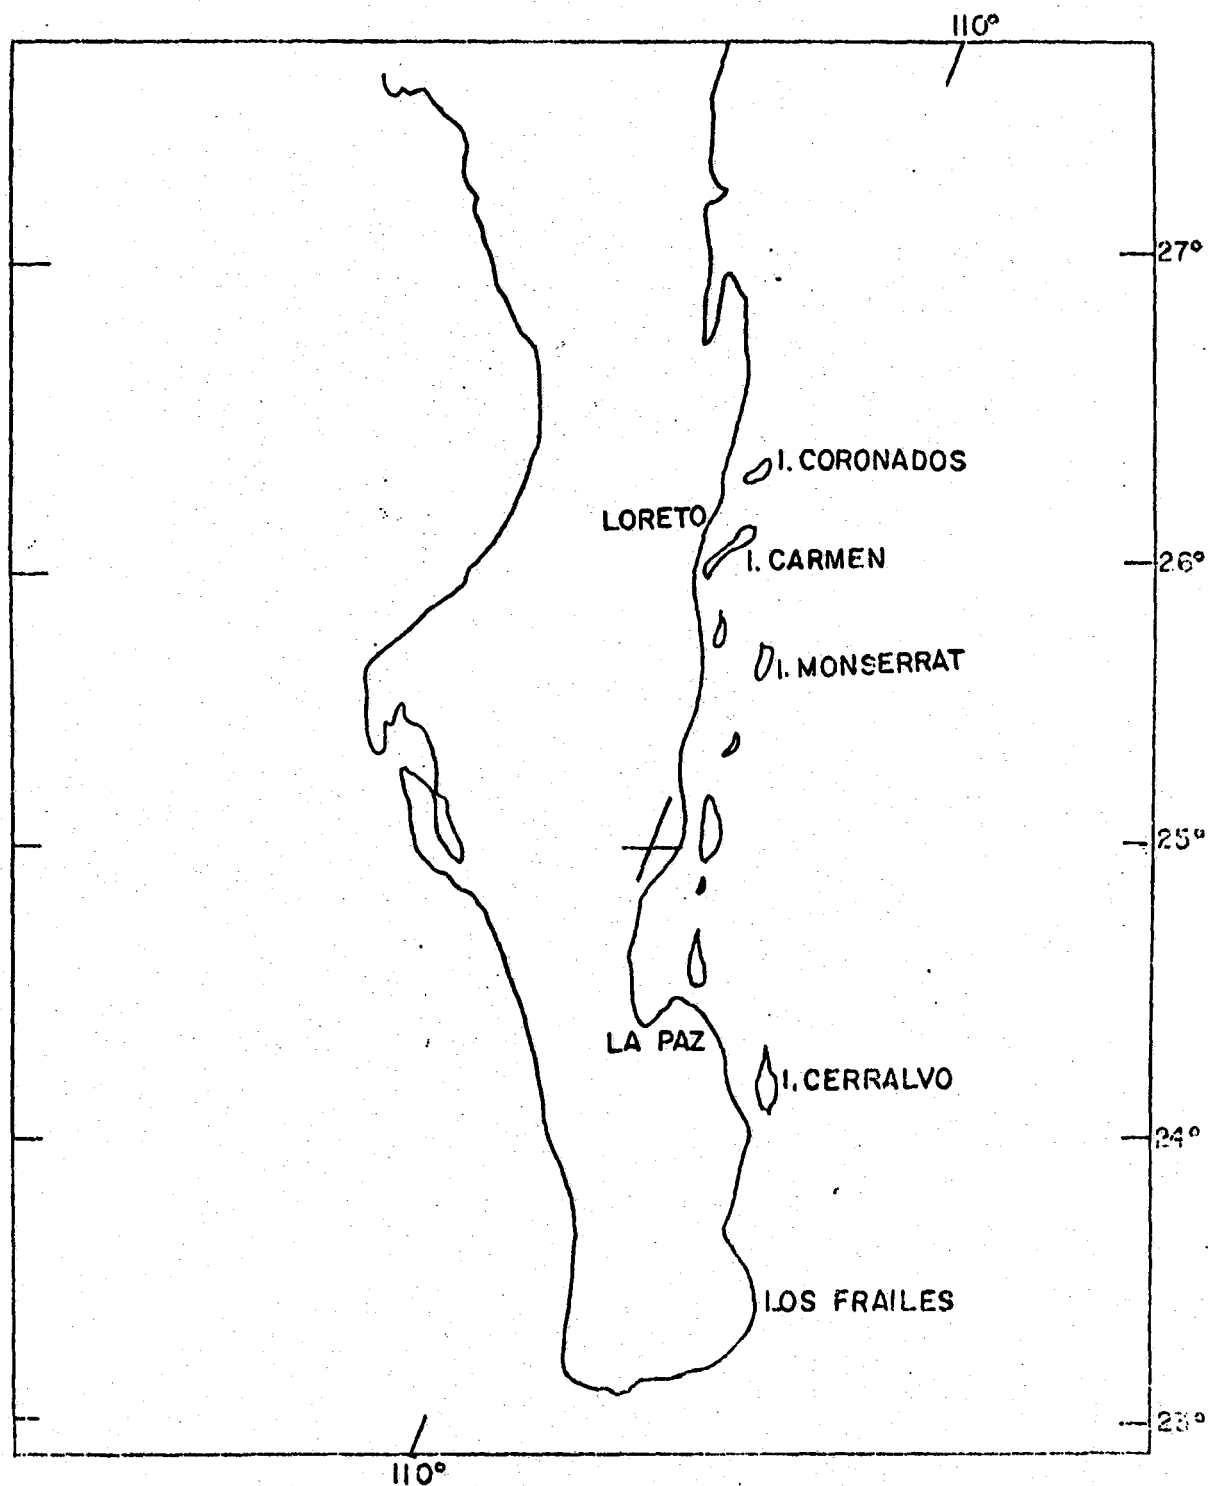 110°
27°
I. CORONADOS
LORETO
I. CARMEN
26°
I. MONSERRAT
25°
LA PAZ
I. CERRALVO
24°
LOS FRAILES
23°
110°